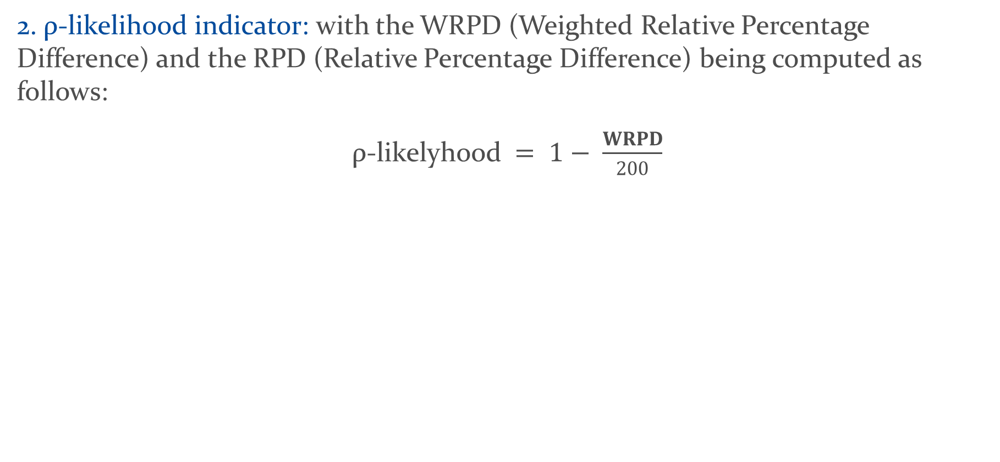 2. ρ-likelihood indicator: with the WRPD (Weighted Relative Percentage
Difference) and the RPD (Relative Percentage Difference) being computed as
follows:
ρ-likelyhood = 1 − WRPD/200